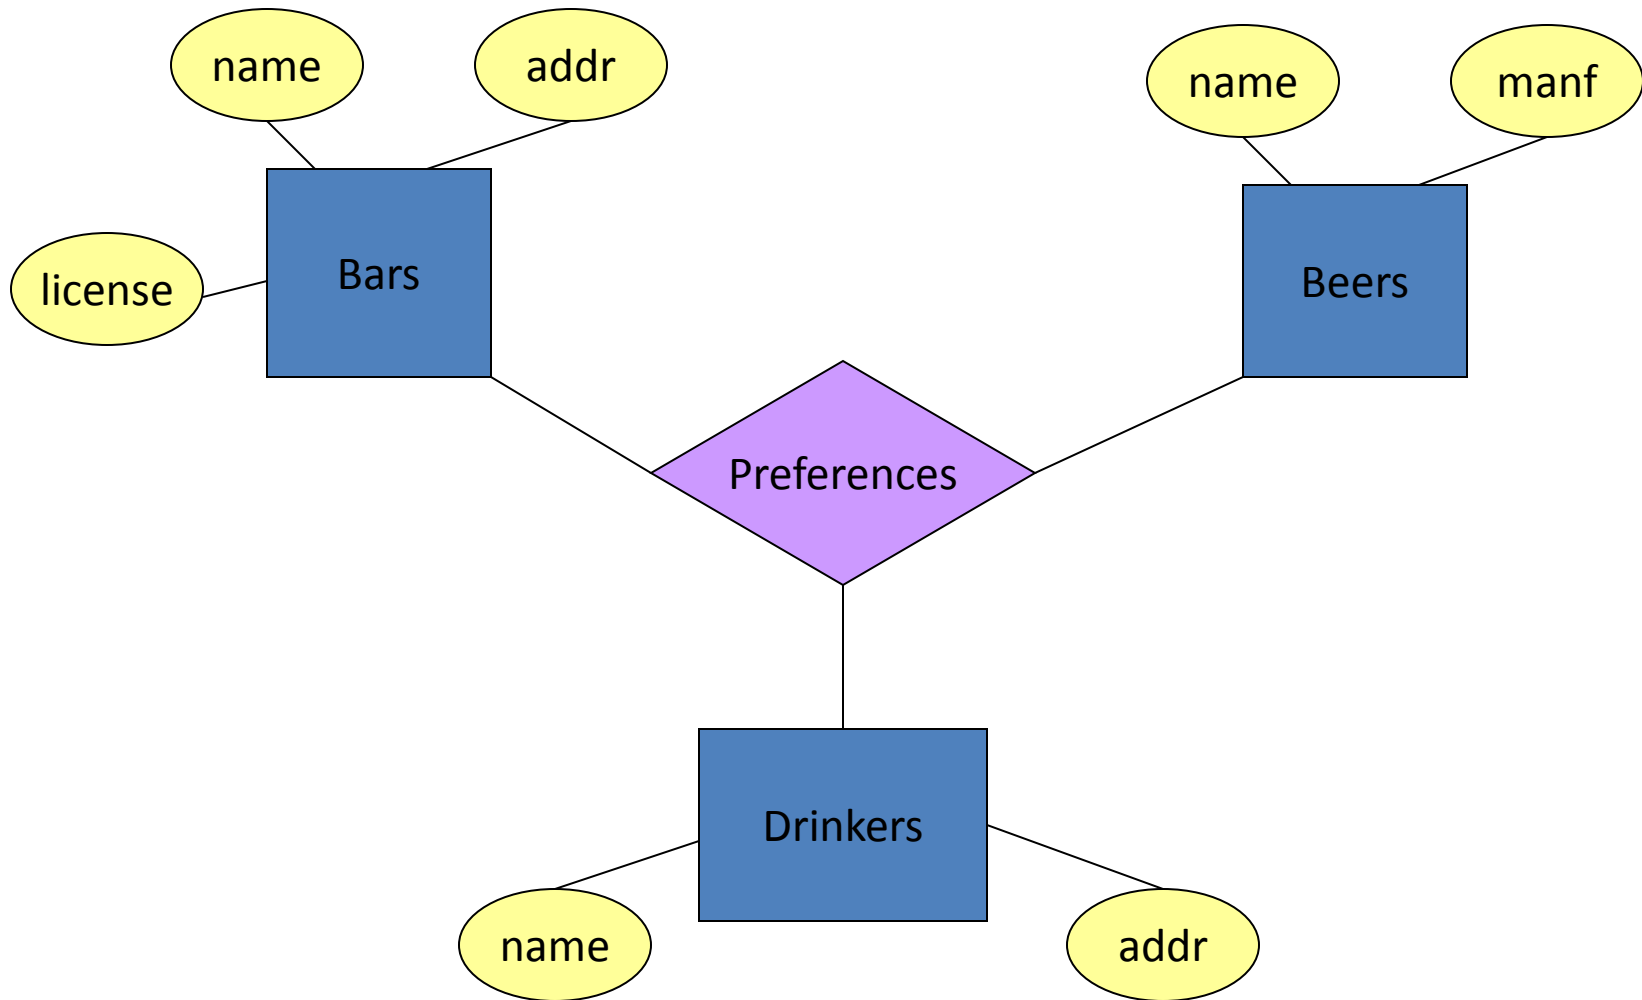 name
addr
name
manf
license
Bars
Beers
Preferences
Drinkers
name
addr